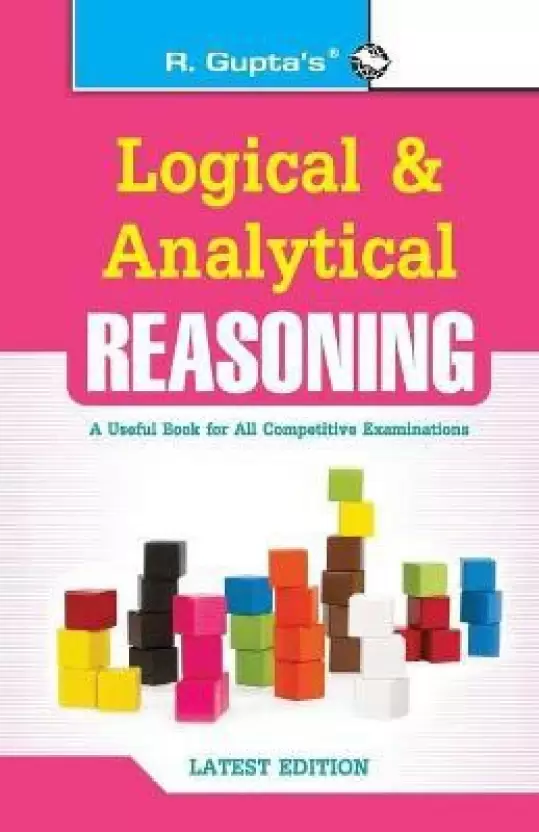 R. Gupta's®
Logical &
Analytical
REASONING
A Useful Book for All Competitive Examinations
LATEST EDITION